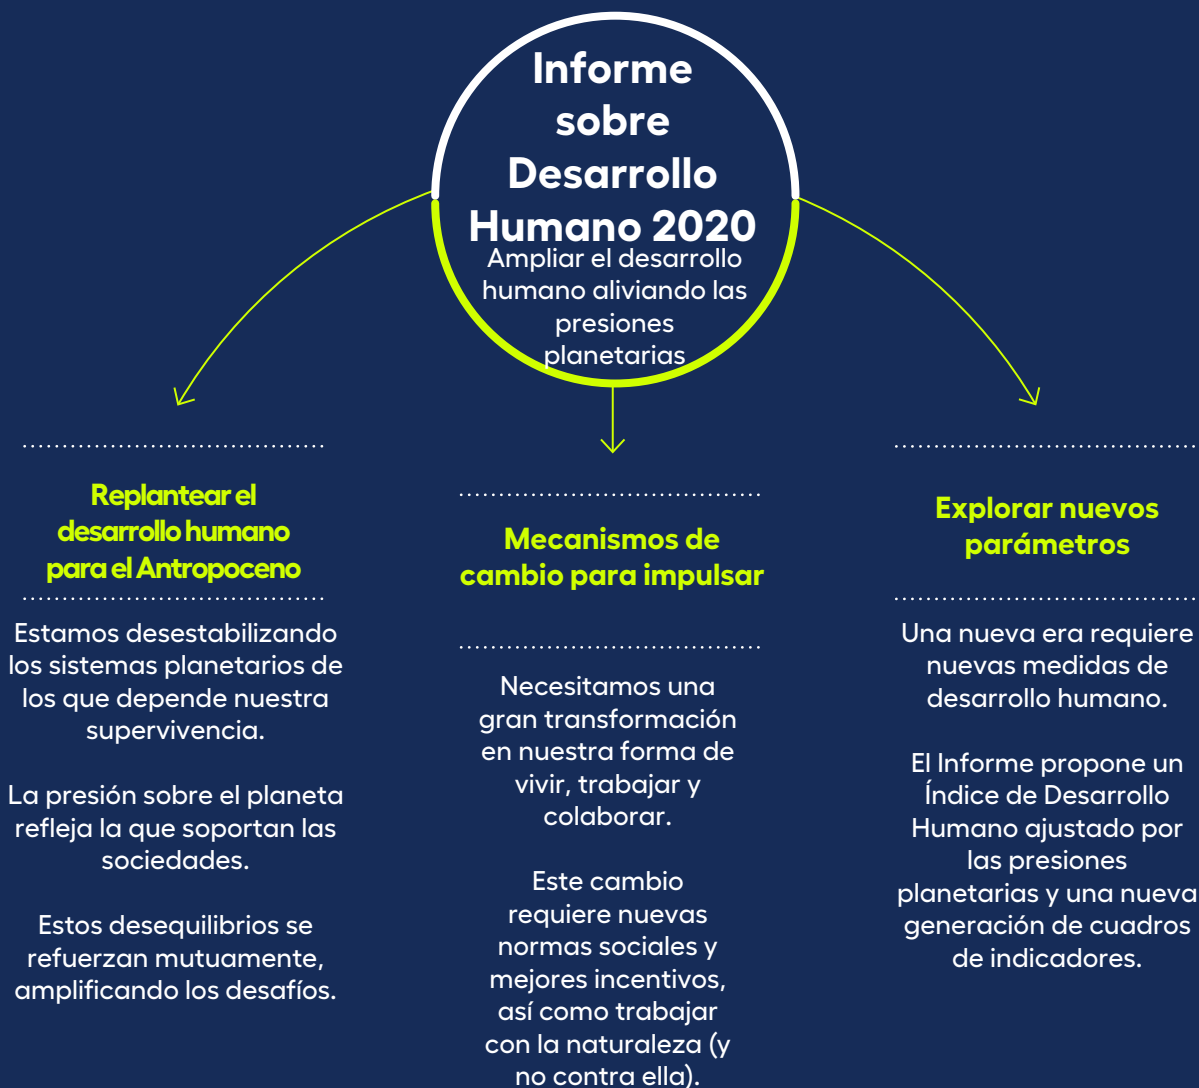 Informe
sobre
Desarrollo
Humano 2020
Ampliar el desarrollo
humano aliviando las
presiones
planetarias
Replantear el
desarrollo humano
para el Antropoceno
Estamos desestabilizando
los sistemas planetarios de
los que depende nuestra
supervivencia.
La presión sobre el planeta
refleja la que soportan las
sociedades.
Estos desequilibrios se
refuerzan mutuamente,
amplificando los desafíos.
Mecanismos de
cambio para impulsar
Necesitamos una
gran transformación
en nuestra forma de
vivir, trabajar y
colaborar.
Este cambio
requiere nuevas
normas sociales y
mejores incentivos,
así como trabajar
con la naturaleza (y
no contra ella).
Explorar nuevos
parámetros
Una nueva era requiere
nuevas medidas de
desarrollo humano.
El Informe propone un
Índice de Desarrollo
Humano ajustado por
las presiones
planetarias y una nueva
generación de cuadros
de indicadores.